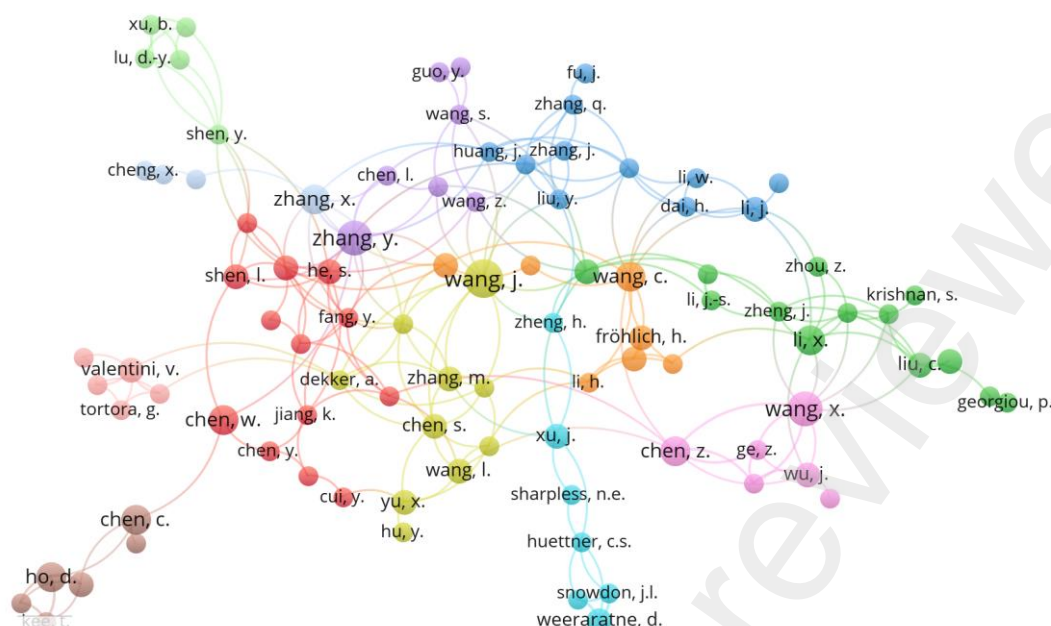 xu, b.
lu, d.-y.
guo, y.
fu, j.
wang, s.
zhang, q.
shen, y.
huang, j.
zhang, j.
cheng, x.
chen, l.
li, w.
zhang, x.
wang, z.
liu, y.
dai, h.
li, j.
zhang, y.
shen, l.
he, s.
wang, j.
wang, c.
zhou, z.
li, j.-s.
krishnan, s.
fang, y.
zheng, h.
zheng, j.
fröhlich, h.
li, x.
valentini, v.
dekker, a.
zhang, m.
li, h.
liu, c.
tortora, g.
chen, w.
jiang, k.
chen, s.
wang, x.
georgiou, p.
xu, j.
chen, y.
chen, z.
ge, z.
wang, l.
wu, j.
cui, y.
yu, x.
sharpless, n.e.
chen, c.
hu, y.
huettner, c.s.
ho, d.
snowdon, j.l.
kee, t.
weeraratne, d.
reviewe